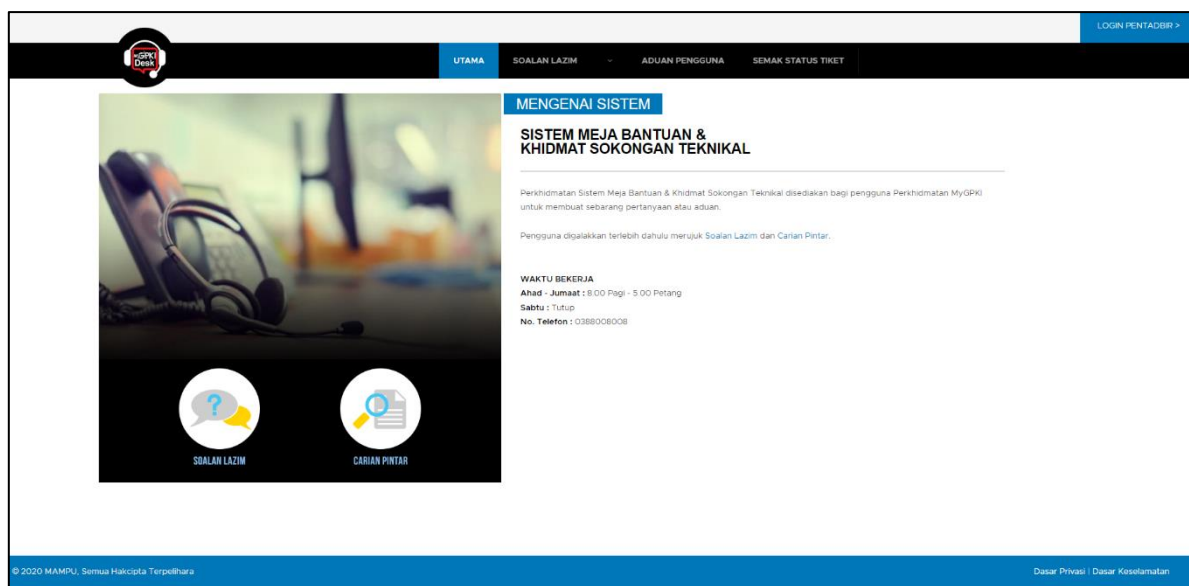 LOGIN PENTADBIR >
MyGPKI
Desk
UTAMA
SOALAN LAZIM
ADUAN PENGGUNA
SEMAK STATUS TIKET
MENGENAI SISTEM
SISTEM MEJA BANTUAN &
KHIDMAT SOKONGAN TEKNIKAL
Perkhidmatan Sistem Meja Bantuan & Khidmat Sokongan Teknikal disediakan bagi pengguna Perkhidmatan MyGPKI
untuk membuat sebarang pertanyaan atau aduan.
Pengguna digalakkan terlebih dahulu merujuk Soalan Lazim dan Carian Pintar.
WAKTU BEKERJA
Ahad - Jumaat : 8.00 Pagi - 5.00 Petang
Sabtu : Tutup
No. Telefon : 0388008008
SOALAN LAZIM
CARIAN PINTAR
© 2020 MAMPU, Semua Hakcipta Terpelihara
Dasar Privasi | Dasar Keselamatan